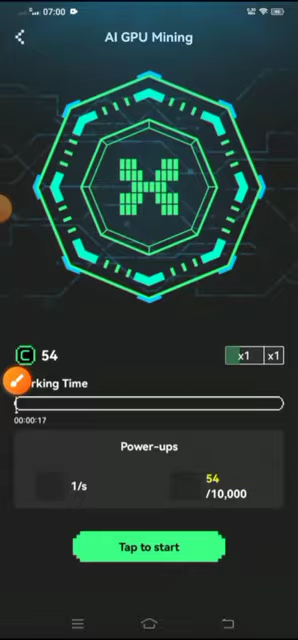 07:00
AI GPU Mining
C 54
x1 x1
rking Time
00:00:17
Power-ups
1/s
54
/10,000
Tap to start